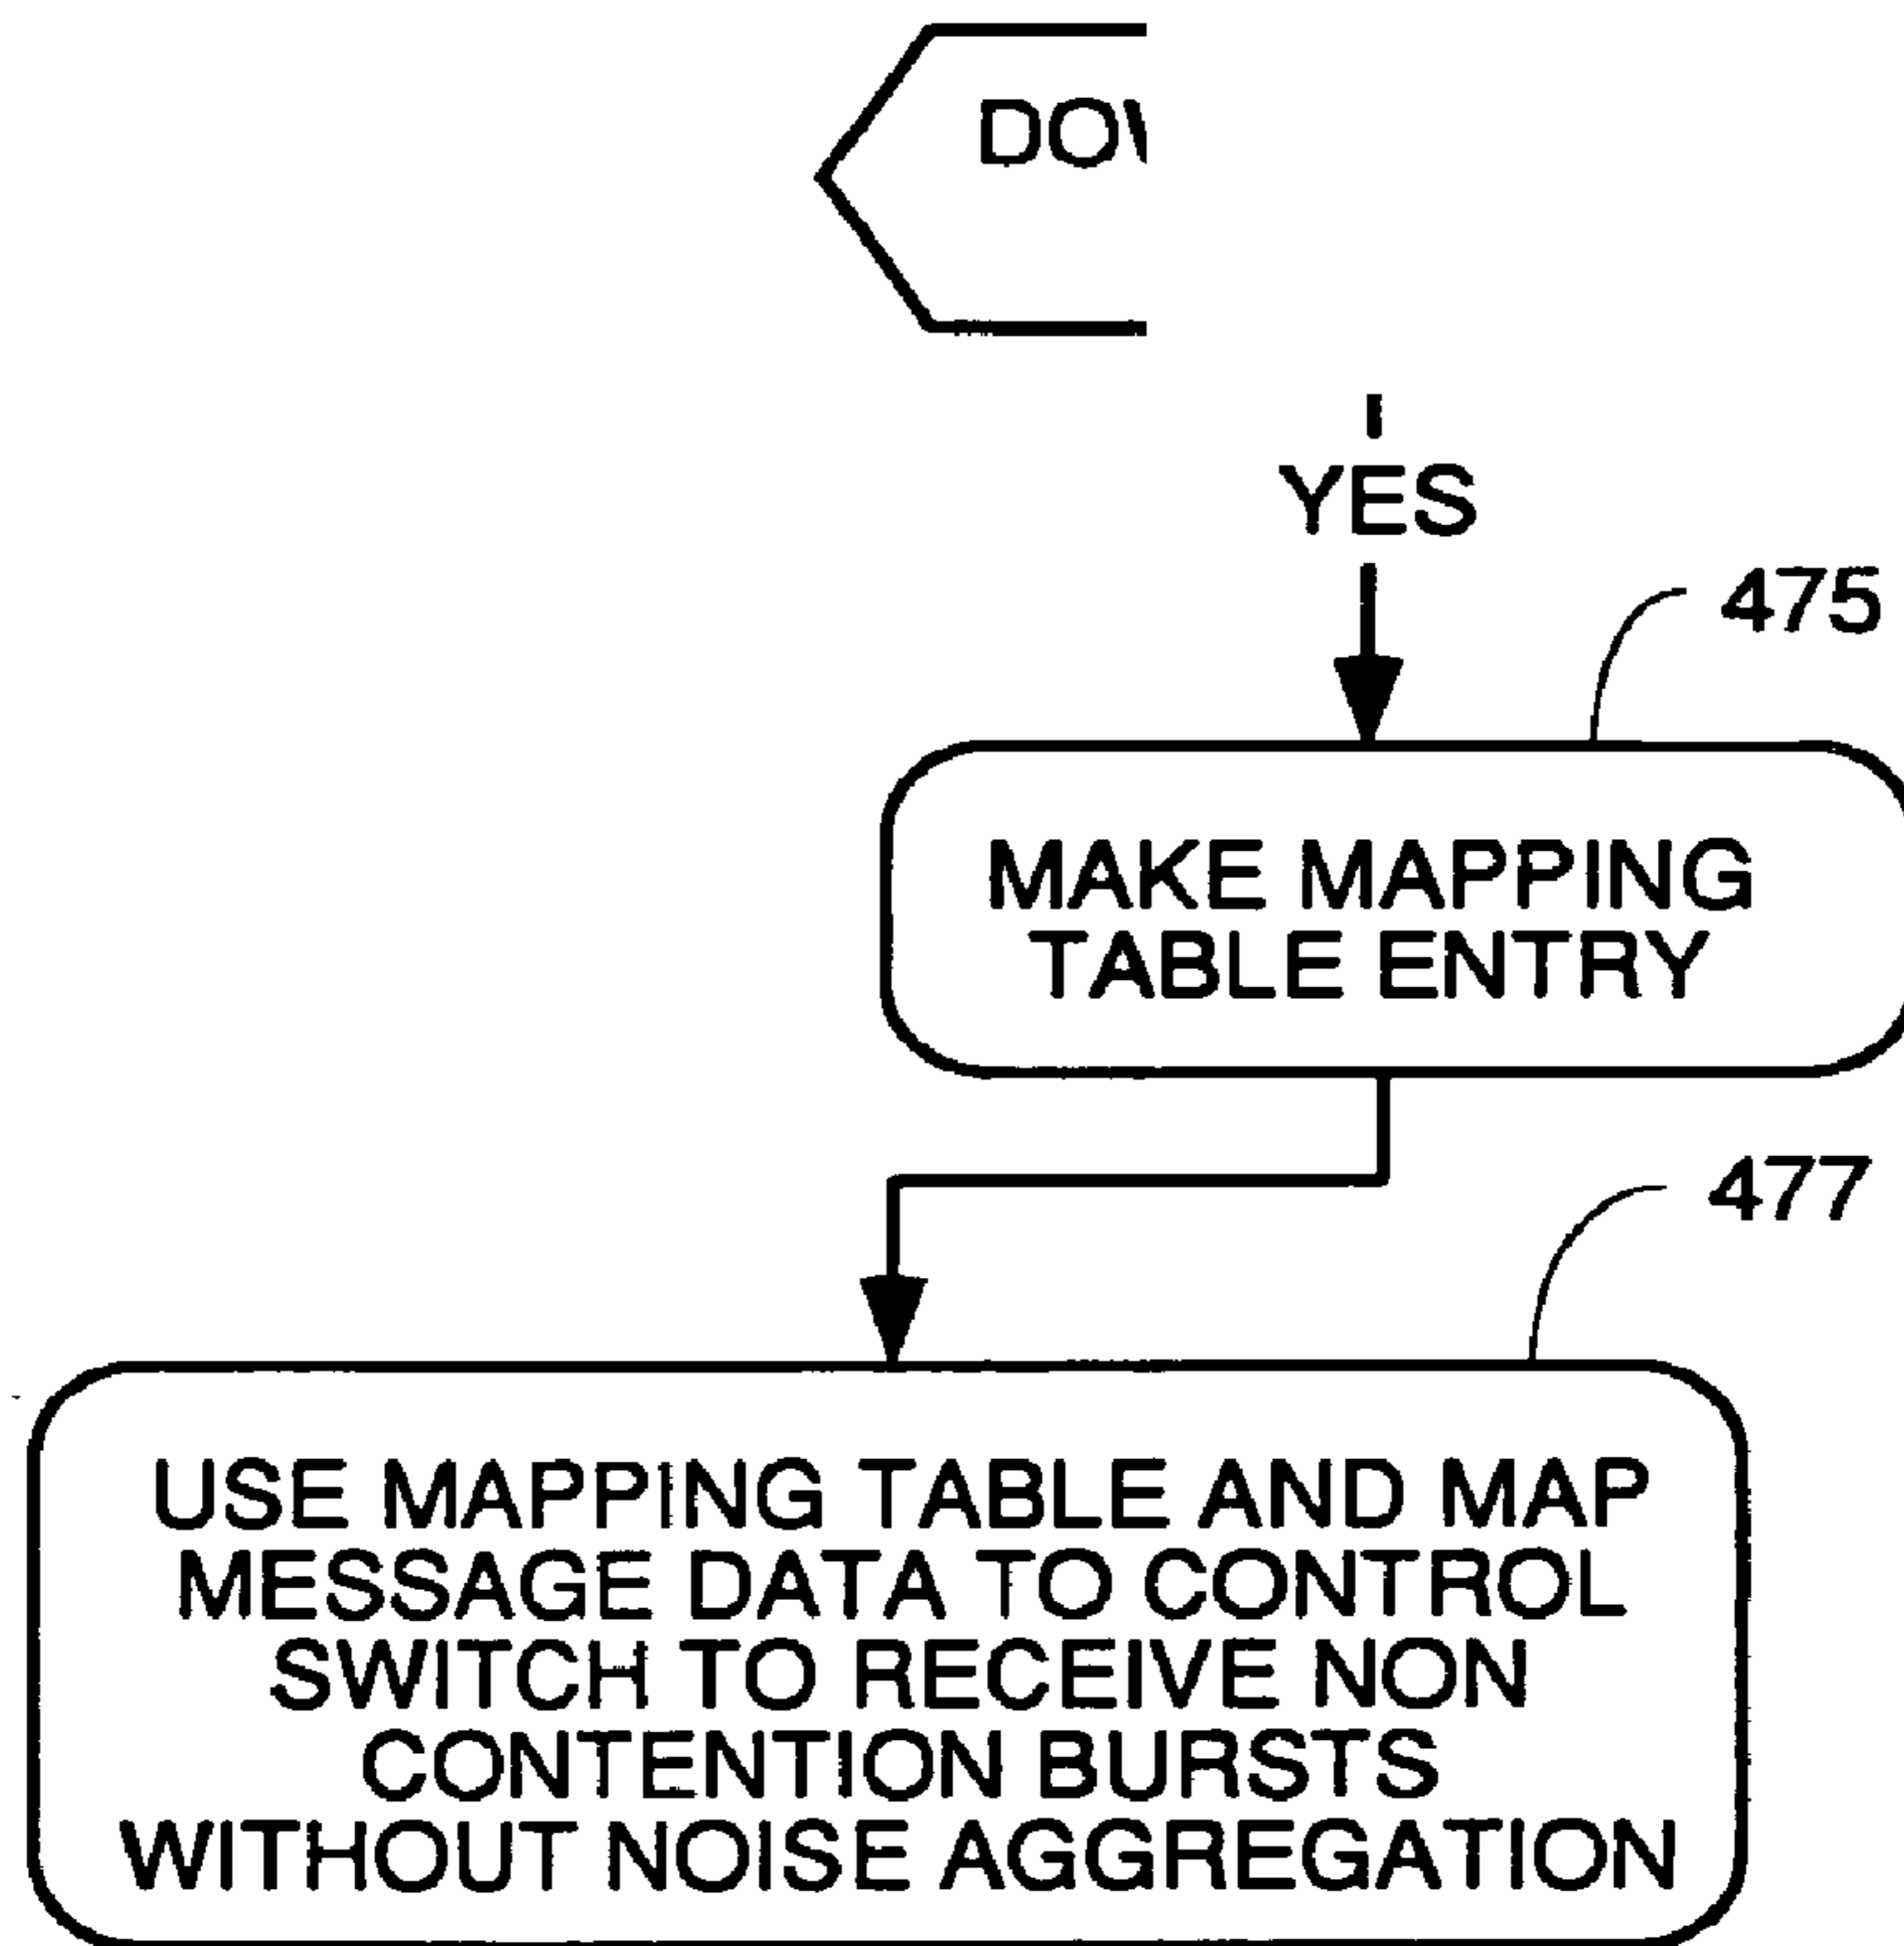 YES
475
MAKE MAPPING
TABLE ENTRY
477
USE MAPPING TABLE AND MAP
MESSAGE DATA TO CONTROL
SWITCH TO RECEIVE NON
CONTENTION BURSTS
WITHOUT NOISE AGGREGATION